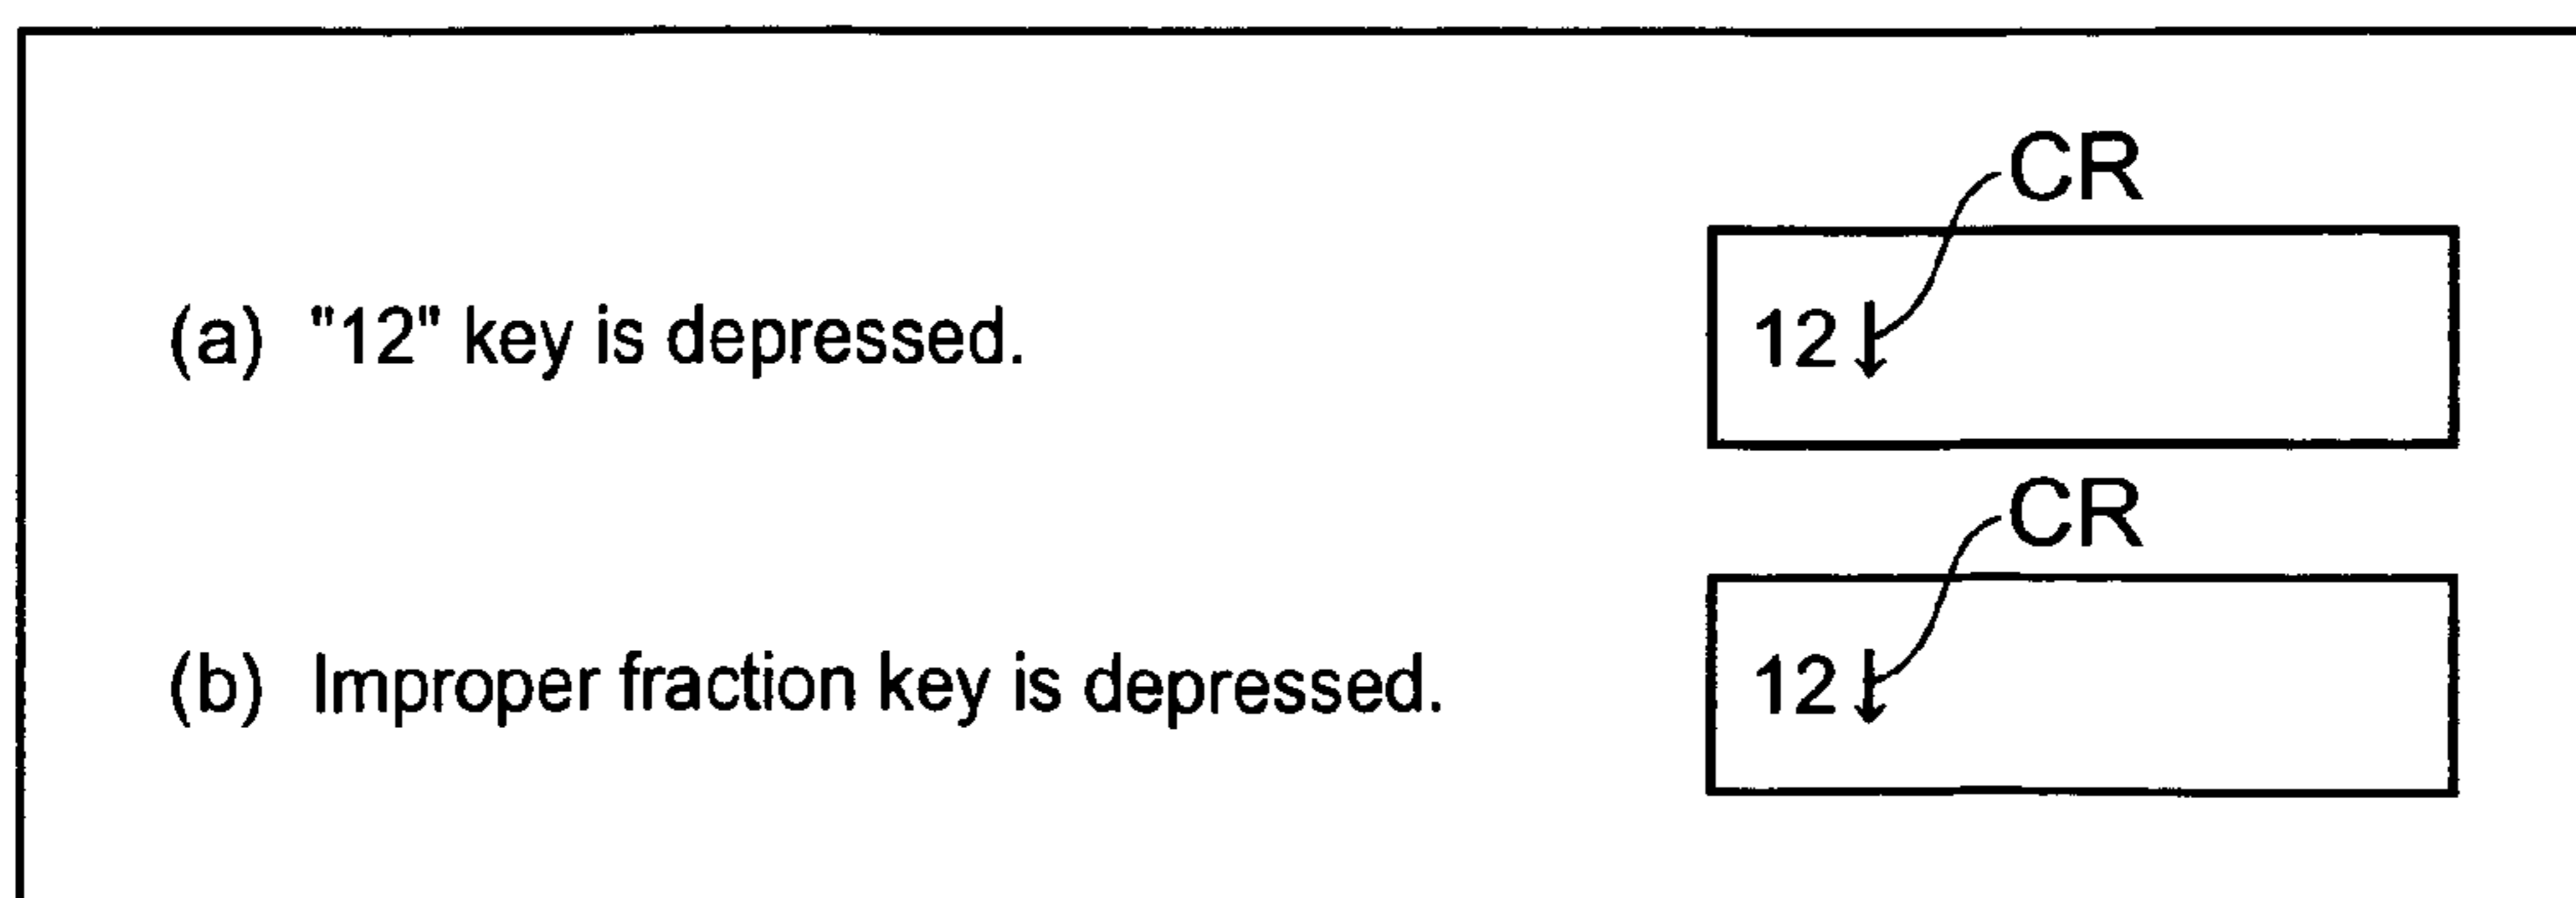 CR
(a) "12" key is depressed.
12
CR
(b) Improper fraction key is depressed.
12